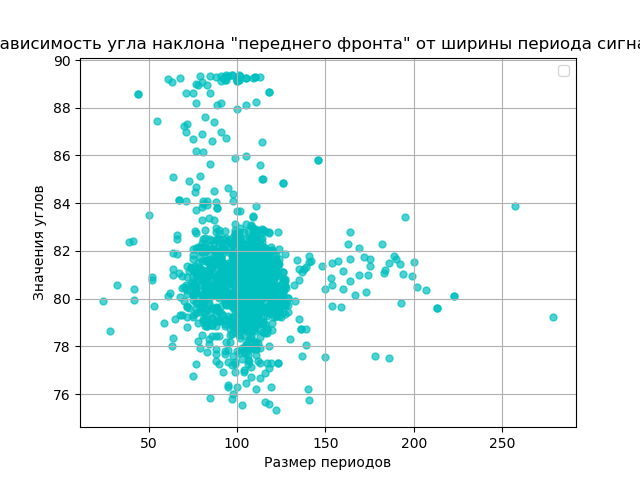 ависимость угла наклона "переднего фронта" от ширины периода сигна
90
88
86
84
82
80
78
76
Значения углов
50 100 150 200 250
Размер периодов